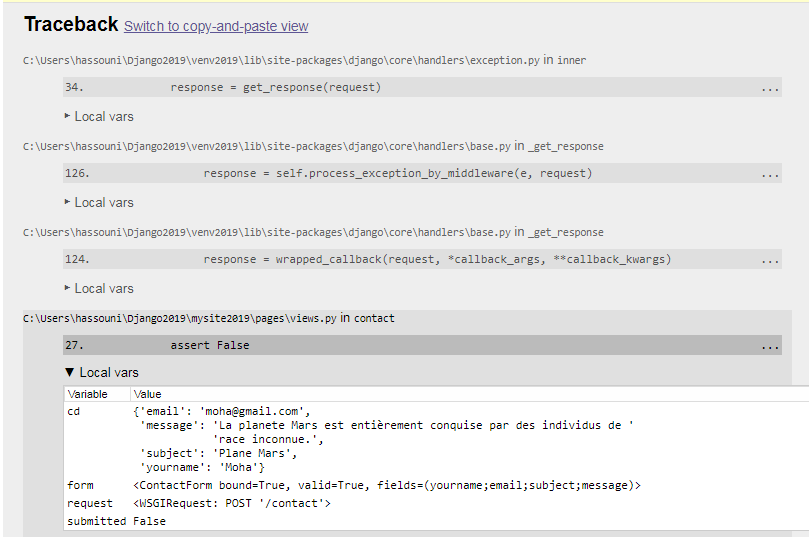 Traceback Switch to copy-and-paste view
C:\Users\hassouni\Django2019\venv2019\lib\site-packages\django\core\handlers\exception.py in inner
34. response = get_response(request) ...
▸ Local vars
C:\Users\hassouni\Django2019\venv2019\lib\site-packages\django\core\handlers\base.py in _get_response
126. response = self.process_exception_by_middleware(e, request) ...
▸ Local vars
C:\Users\hassouni\Django2019\venv2019\lib\site-packages\django\core\handlers\base.py in _get_response
124. response = wrapped_callback(request, *callback_args, **callback_kwargs) ...
▸ Local vars
C:\Users\hassouni\Django2019\mysite2019\pages\views.py in contact
27. assert False ...
▼ Local vars
Variable Value
cd {'email': 'moha@gmail.com',
'message': 'La planete Mars est entièrement conquise par des individus de '
'race inconnue.',
'subject': 'Plane Mars',
'yourname': 'Moha'}
form <ContactForm bound=True, valid=True, fields=(yourname;email;subject;message)>
request <WSGIRequest: POST '/contact'>
submitted False